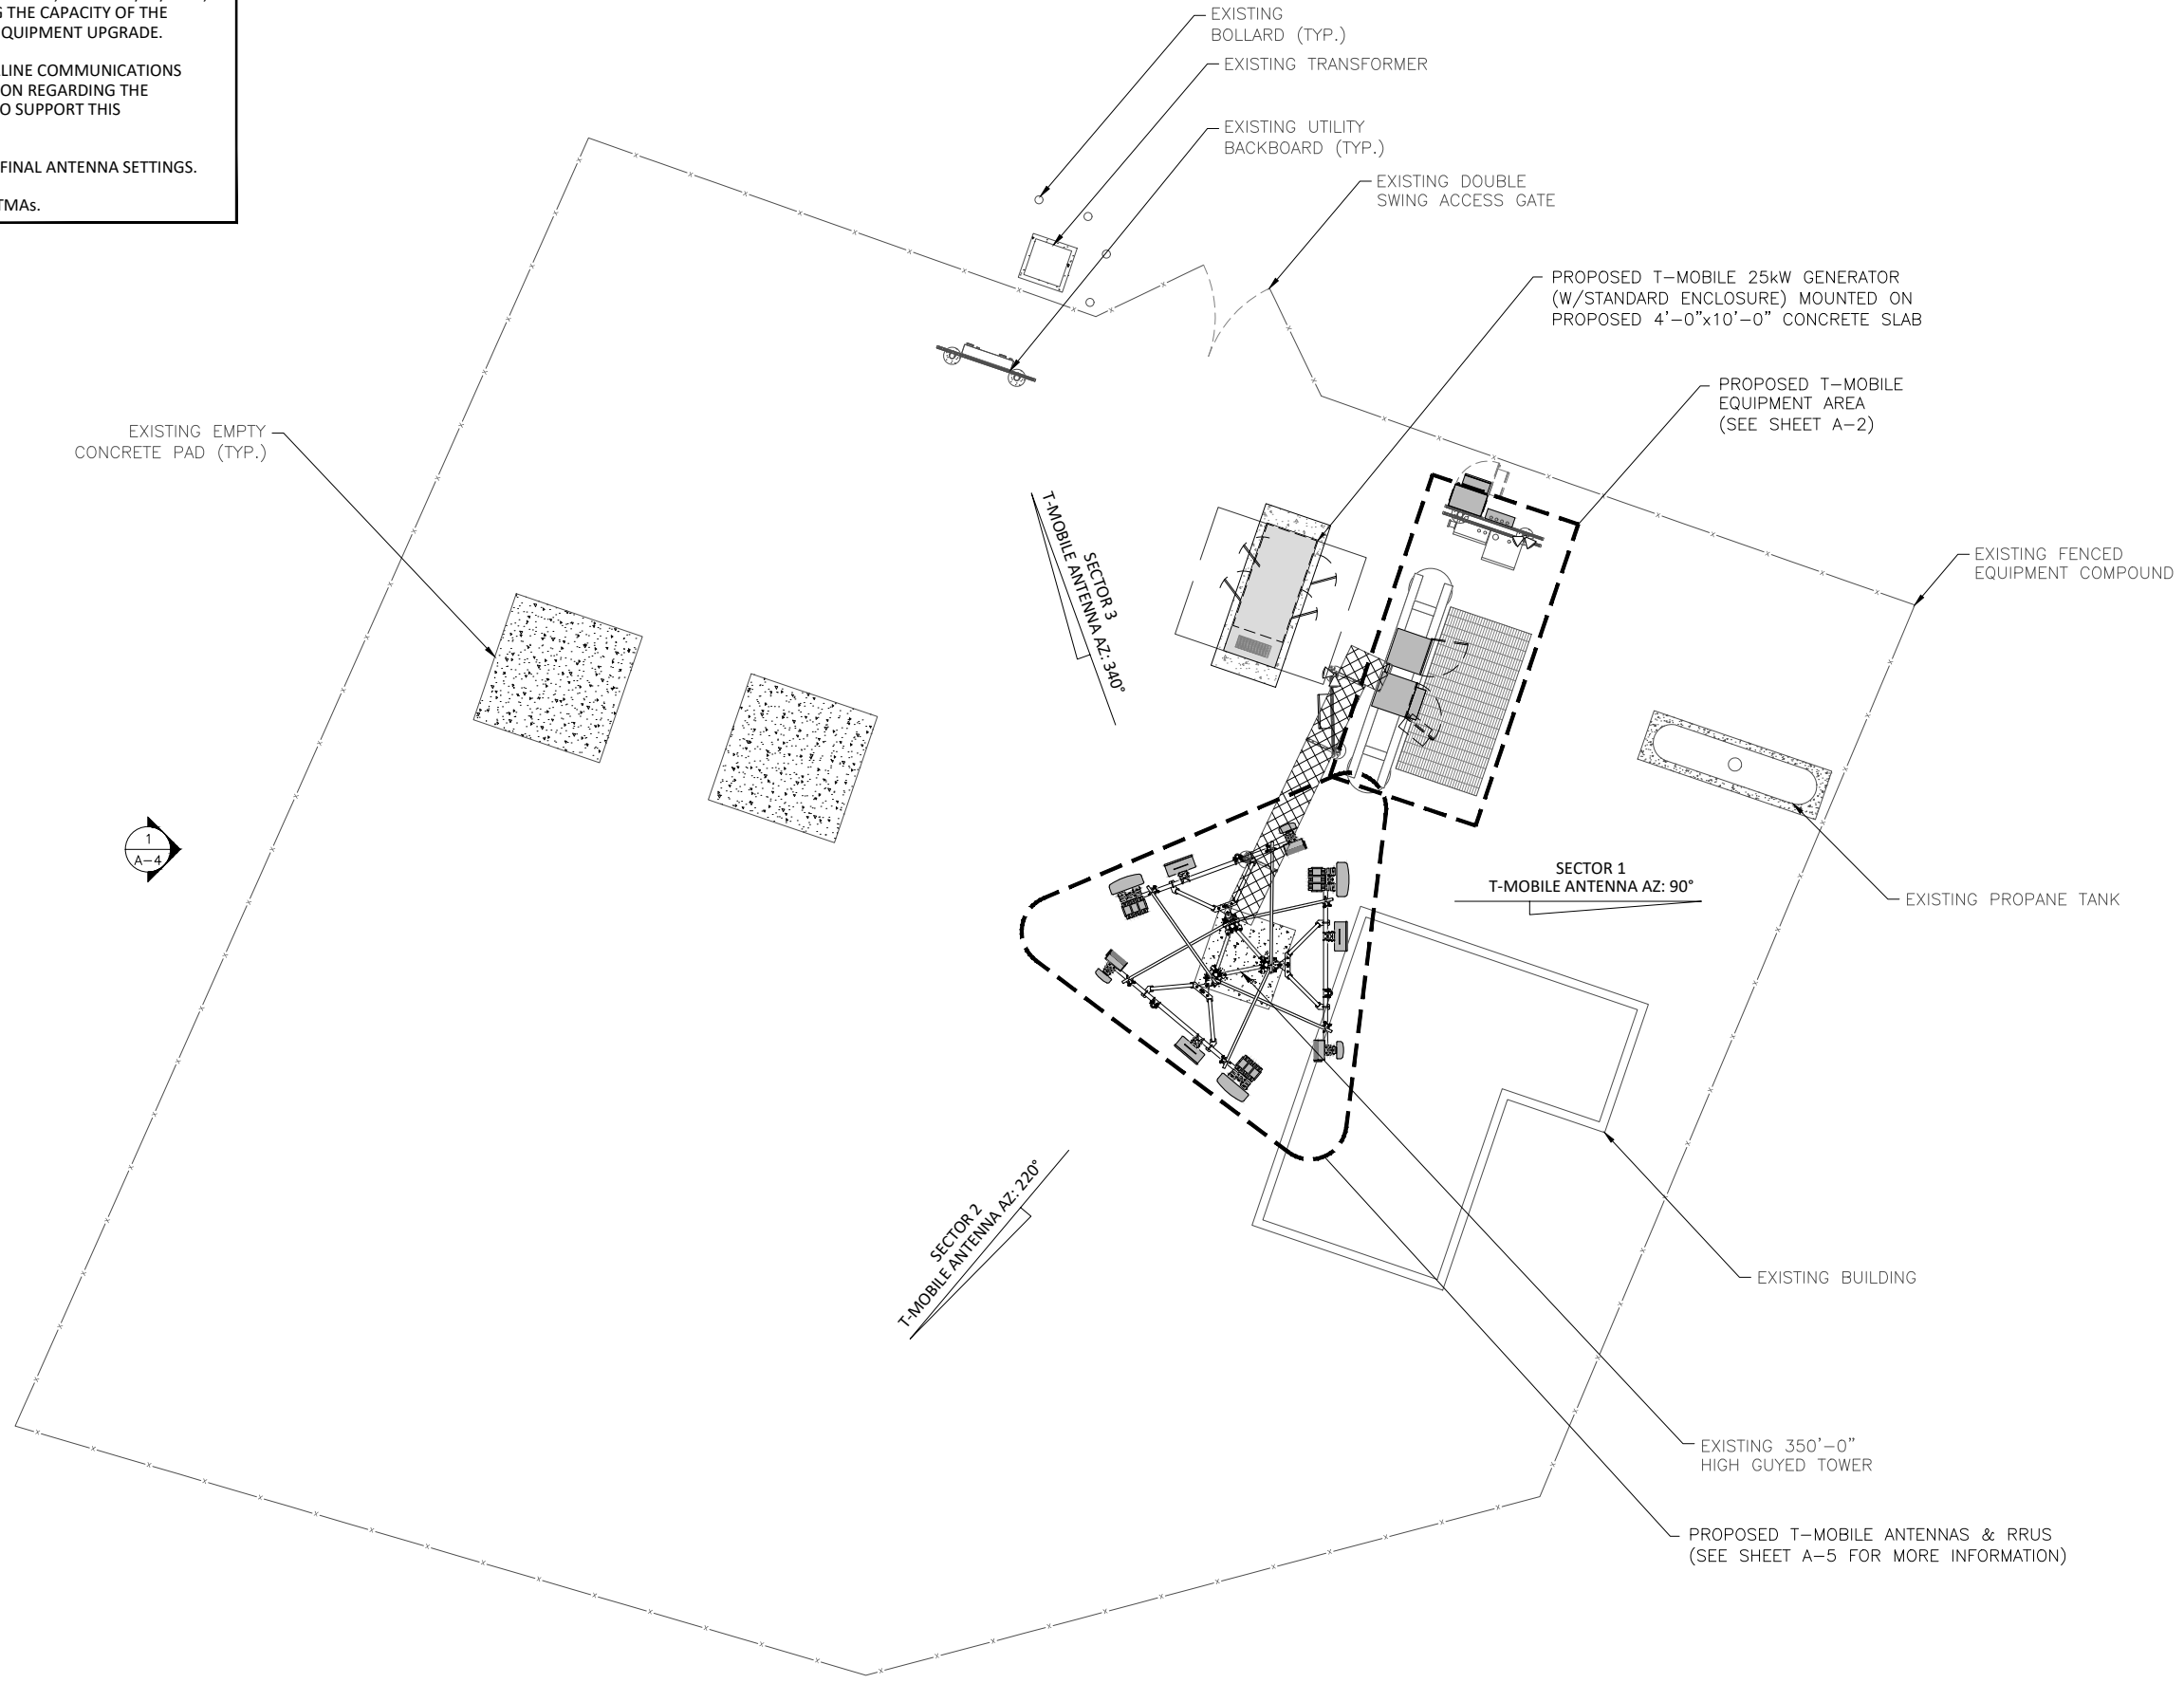 G THE CAPACITY OF THE
QUIPMENT UPGRADE.
LINE COMMUNICATIONS
ON REGARDING THE
O SUPPORT THIS
FINAL ANTENNA SETTINGS.
TMAs.
EXISTING
BOLLARD (TYP.)
EXISTING TRANSFORMER
EXISTING UTILITY
BACKBOARD (TYP.)
EXISTING DOUBLE
SWING ACCESS GATE
PROPOSED T-MOBILE 25kW GENERATOR
(W/STANDARD ENCLOSURE) MOUNTED ON
PROPOSED 4'-0"x10'-0" CONCRETE SLAB
PROPOSED T-MOBILE
EQUIPMENT AREA
(SEE SHEET A-2)
EXISTING EMPTY
CONCRETE PAD (TYP.)
SECTOR 3
T-MOBILE ANTENNA AZ: 340°
EXISTING FENCED
EQUIPMENT COMPOUND
1
A-4
SECTOR 1
T-MOBILE ANTENNA AZ: 90°
EXISTING PROPANE TANK
SECTOR 2
T-MOBILE ANTENNA AZ: 220°
EXISTING BUILDING
EXISTING 350'-0"
HIGH GUYED TOWER
PROPOSED T-MOBILE ANTENNAS & RRUS
(SEE SHEET A-5 FOR MORE INFORMATION)